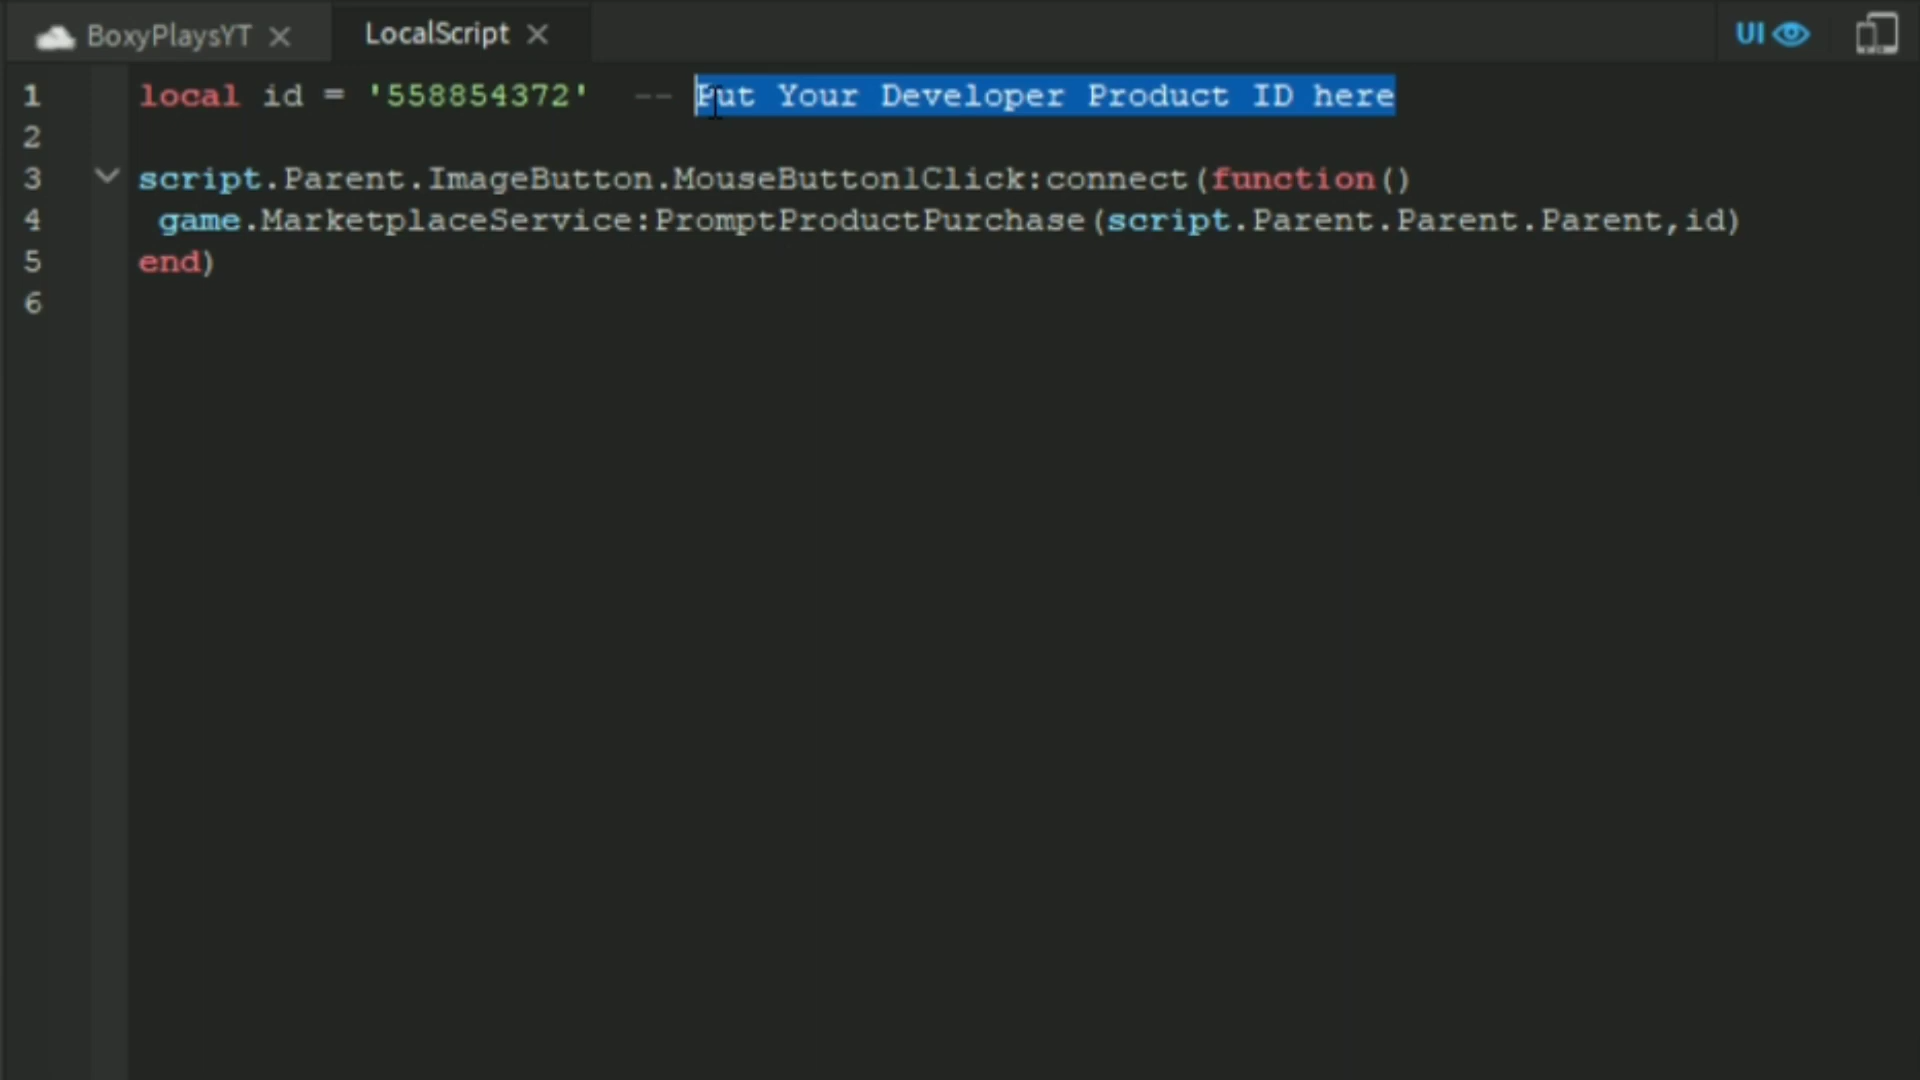 BoxyPlaysYT LocalScript UI
1 local id = '558854372'  -- Put Your Developer Product ID here
2
3 script.Parent.ImageButton.MouseButton1Click:connect(function()
4 game.MarketplaceService:PromptProductPurchase(script.Parent.Parent.Parent,id)
5 end)
6